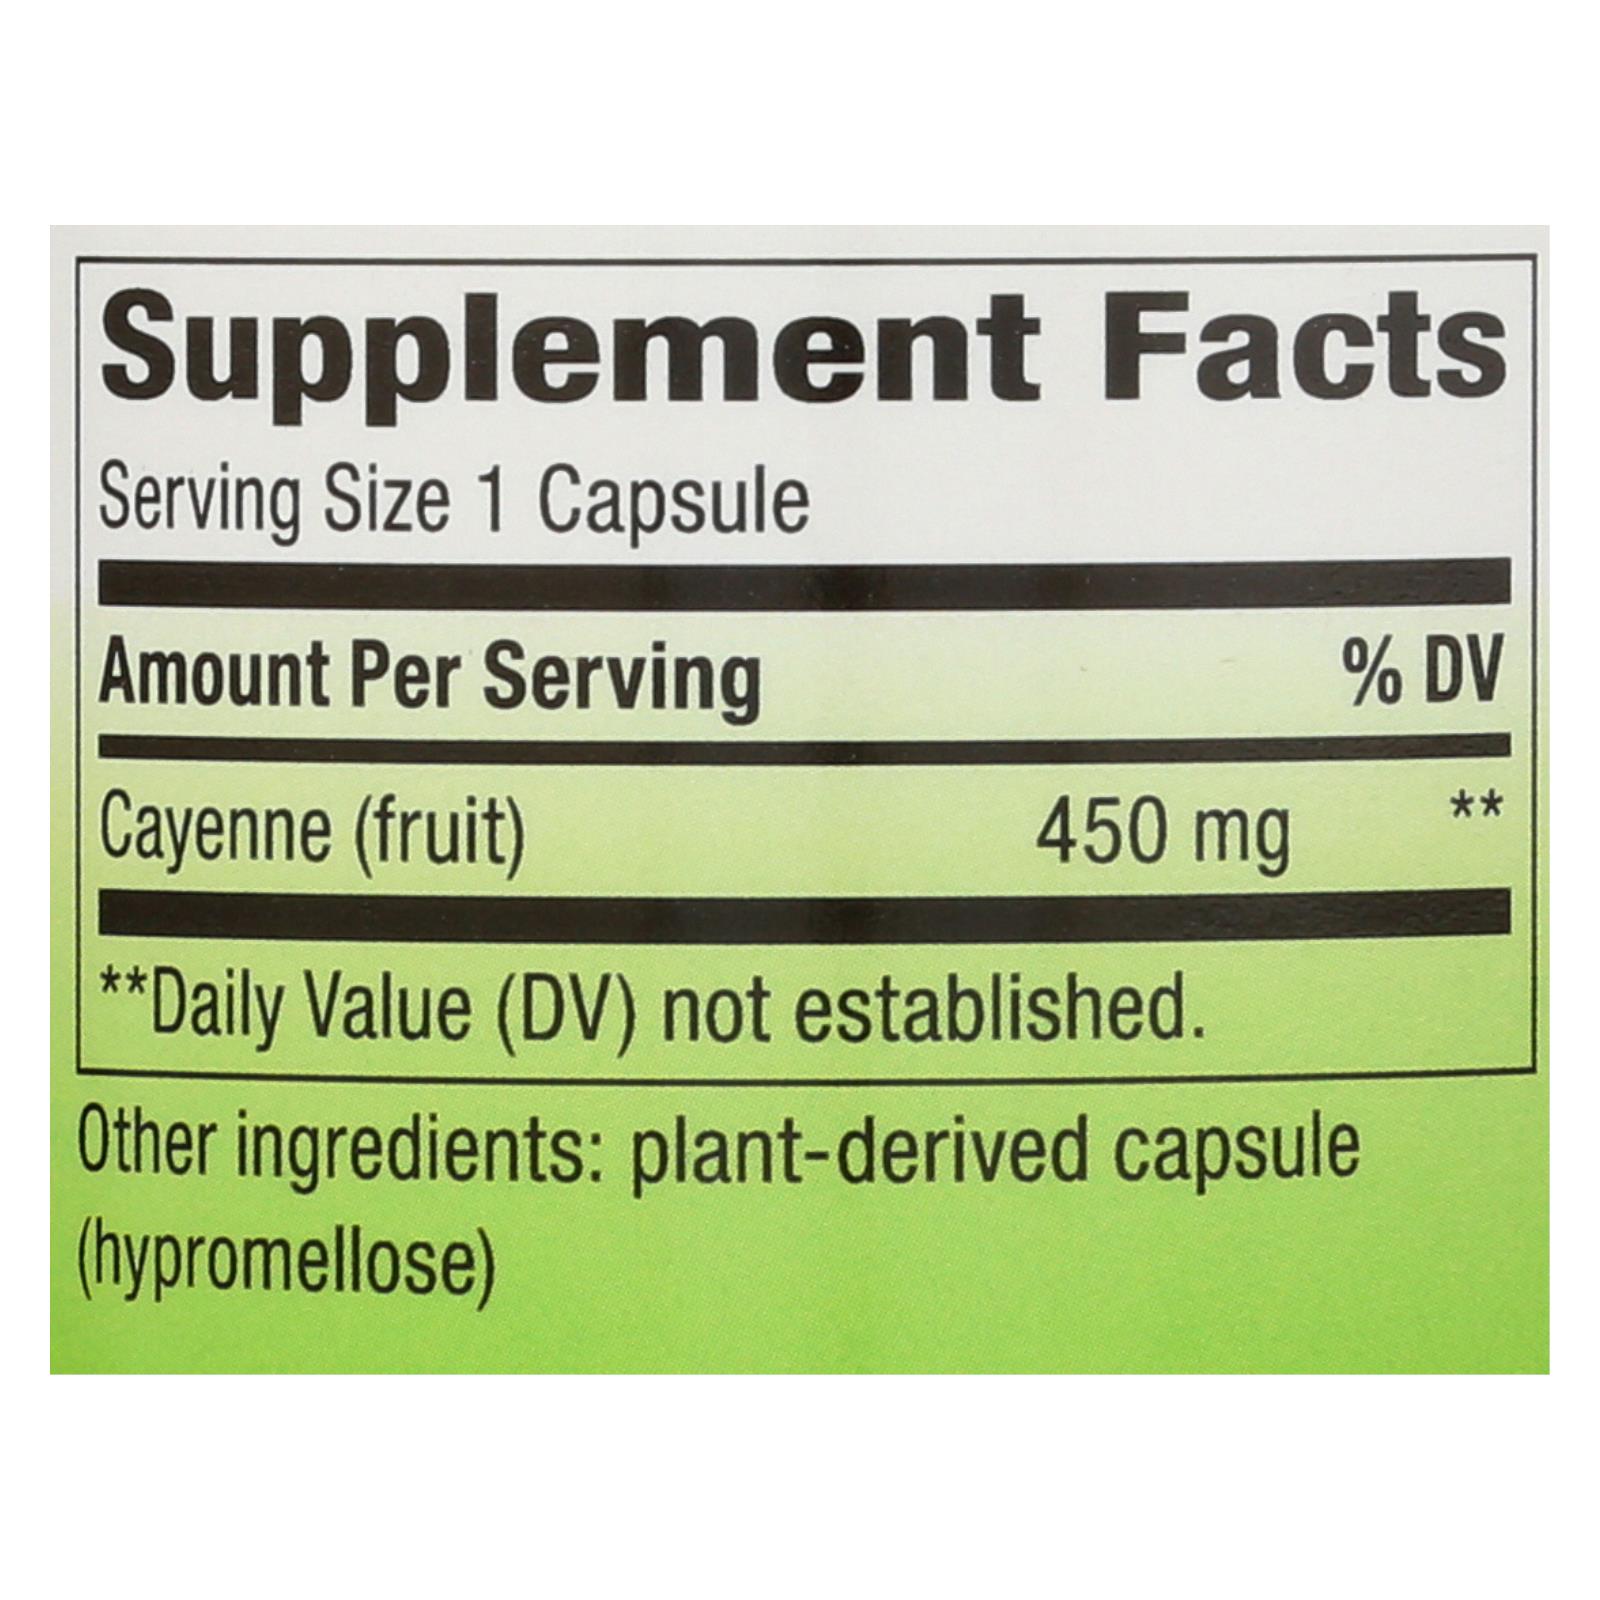 Supplement Facts
Serving Size 1 Capsule
Amount Per Serving % DV
Cayenne (fruit) 450 mg **
**Daily Value (DV) not established.
Other ingredients: plant-derived capsule
(hypromellose)